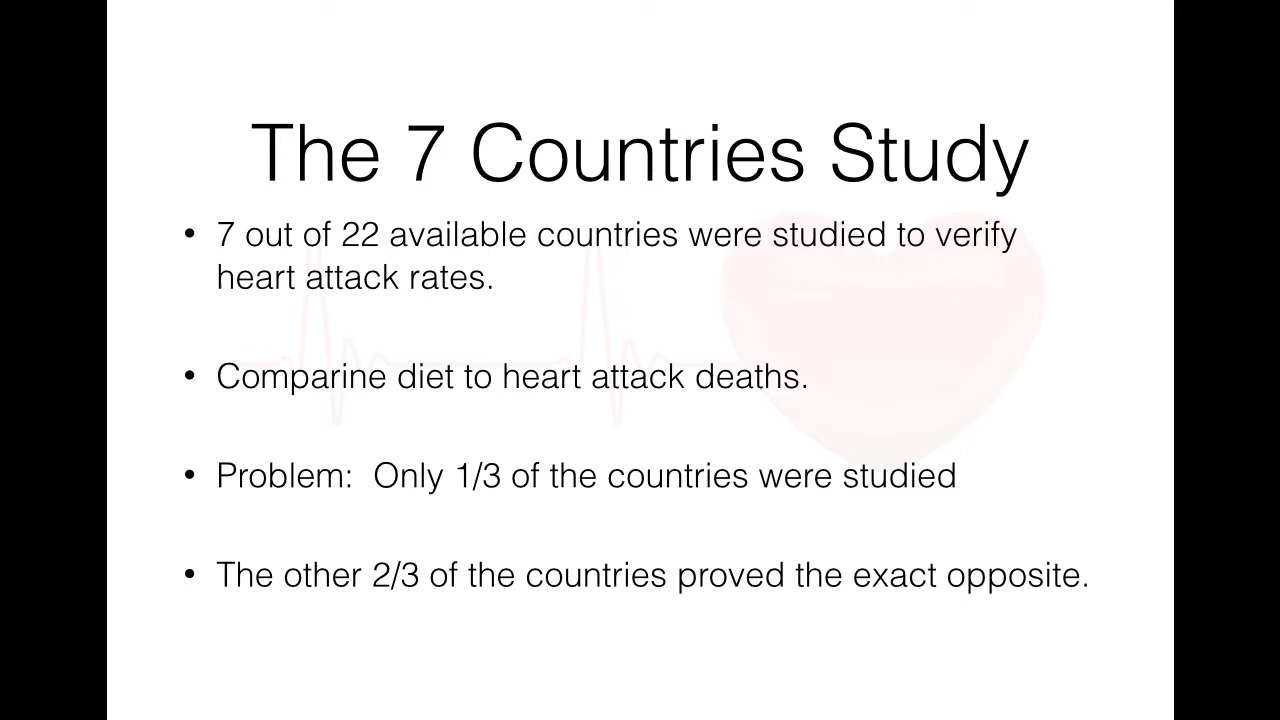 The 7 Countries Study
• 7 out of 22 available countries were studied to verify
heart attack rates.
• Comparine diet to heart attack deaths.
• Problem:  Only 1/3 of the countries were studied
• The other 2/3 of the countries proved the exact opposite.